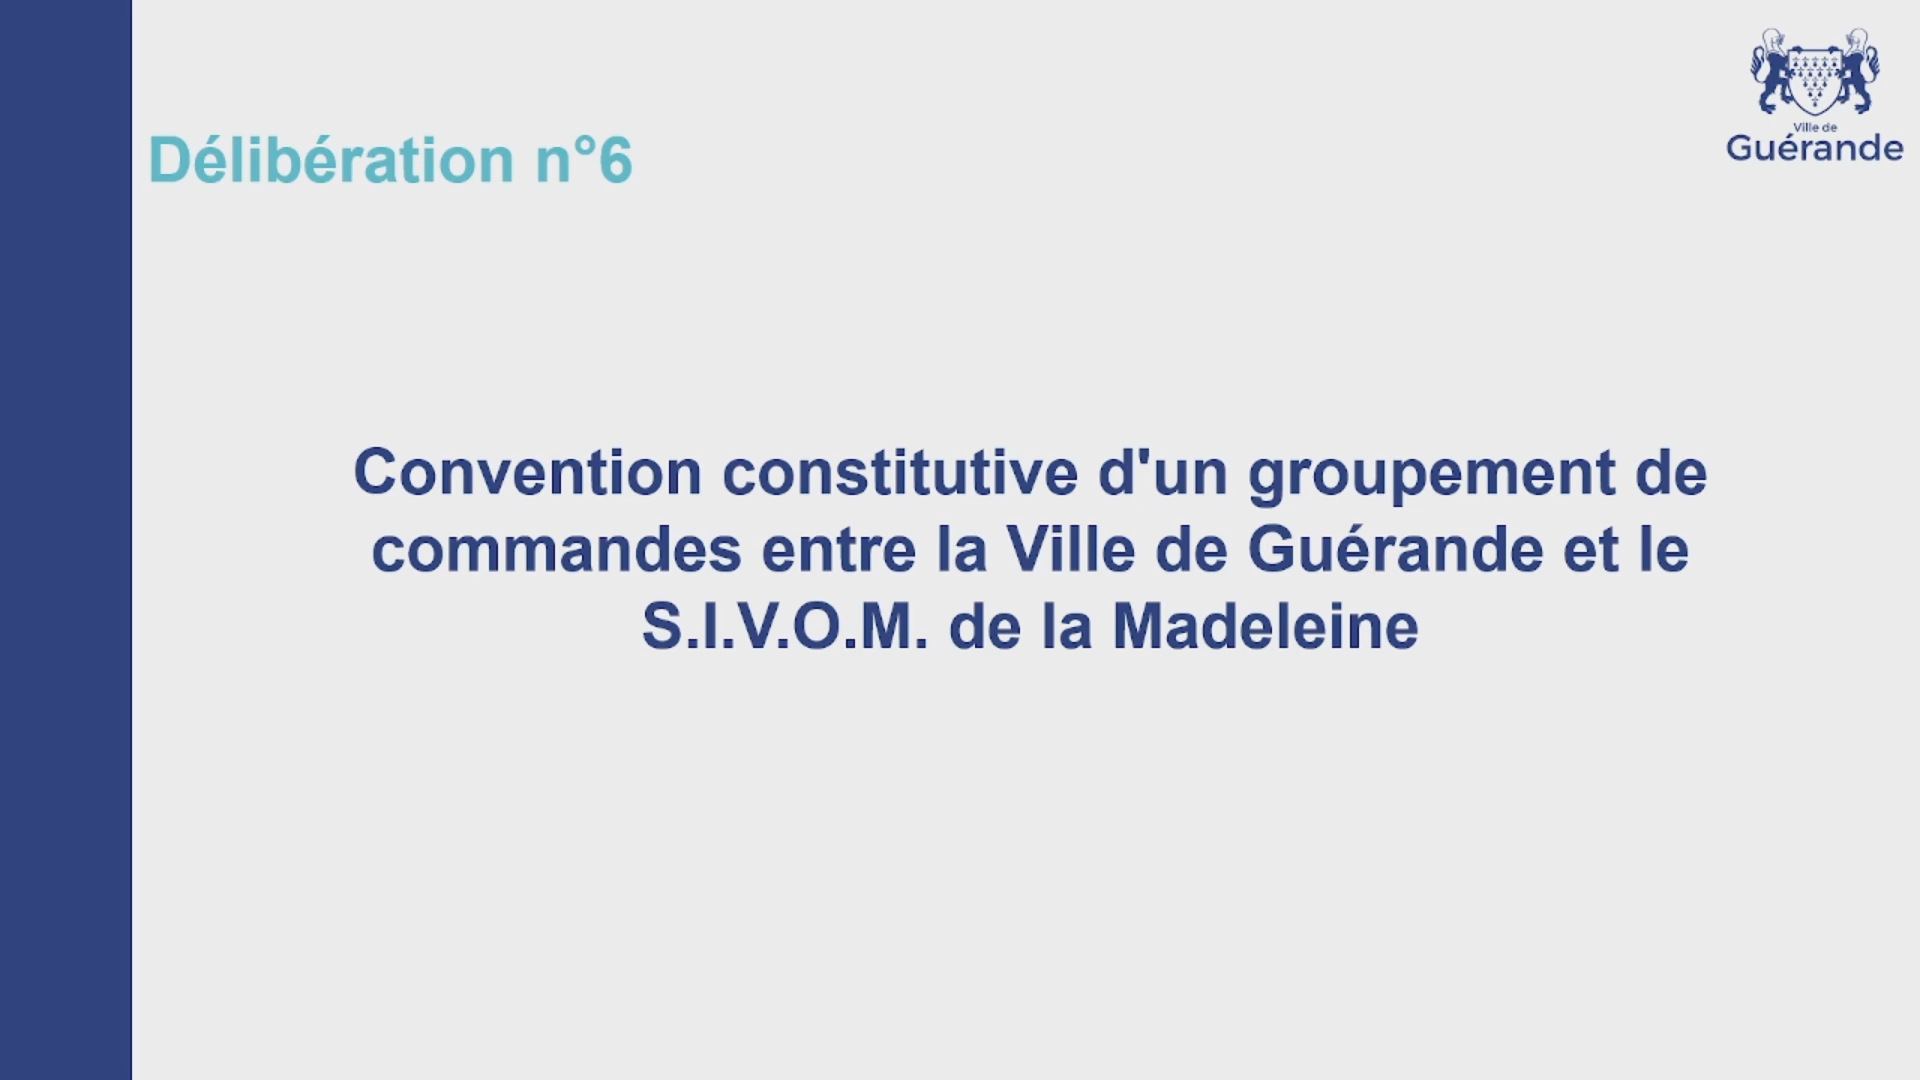 Ville de
Guérande
Délibération n°6
Convention constitutive d'un groupement de
commandes entre la Ville de Guérande et le
S.I.V.O.M. de la Madeleine